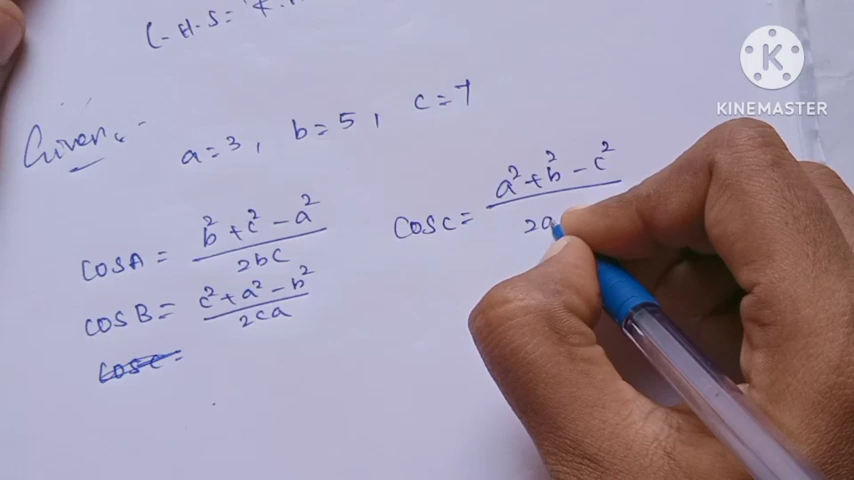 L-H-S=
Given:-
a=3, b=5, c=7
cosA = b²+c²-a² / 2bc
cosC = a²+b²-c² / 2a
cosB = c²+a²-b² / 2ca
cosC =
KINEMASTER